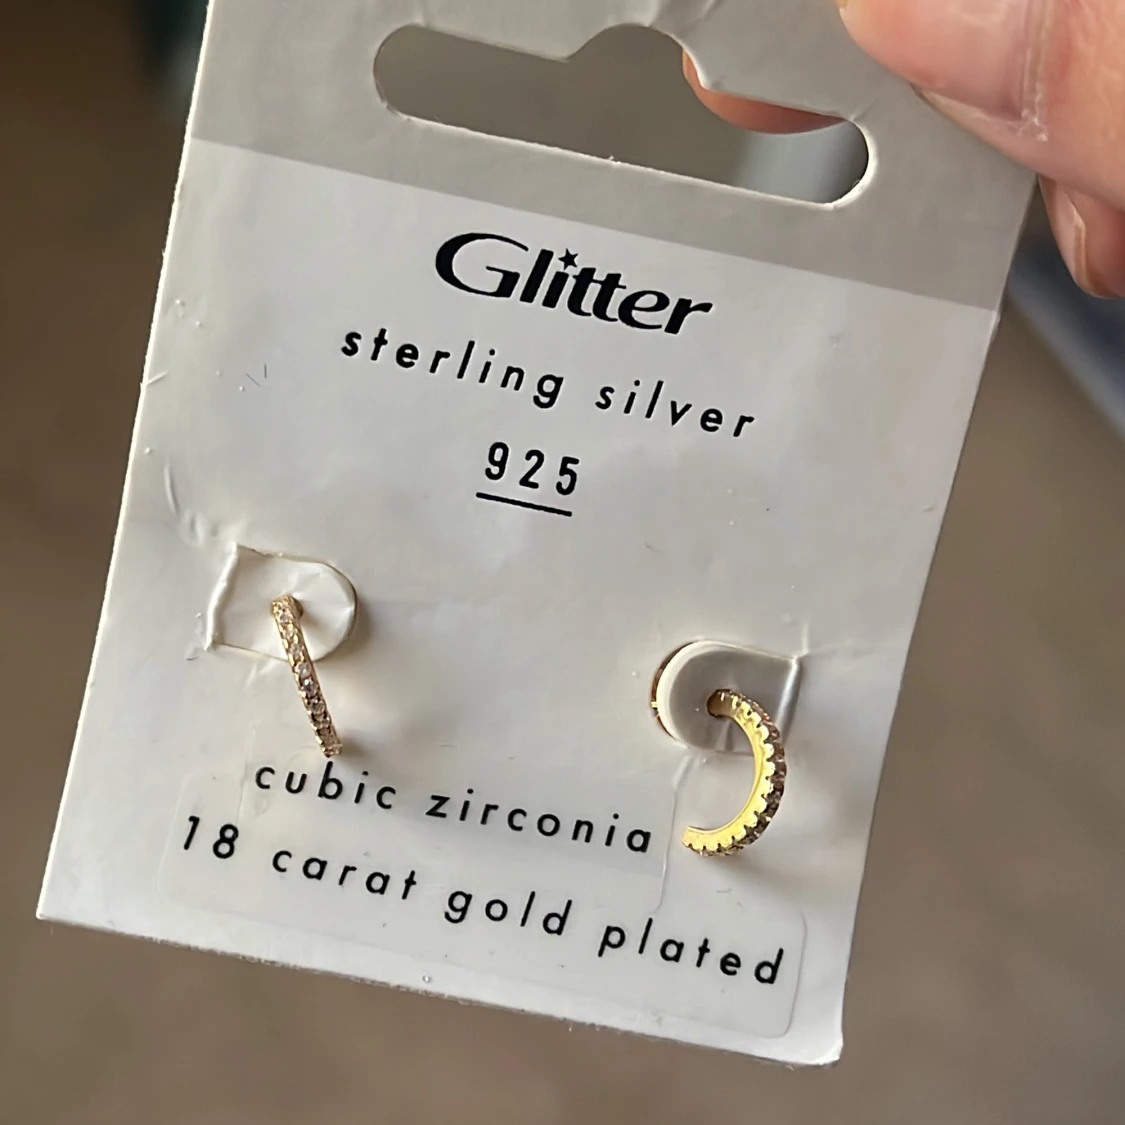 Glitter
sterling silver
925
cubic zirconia
18 carat gold plated